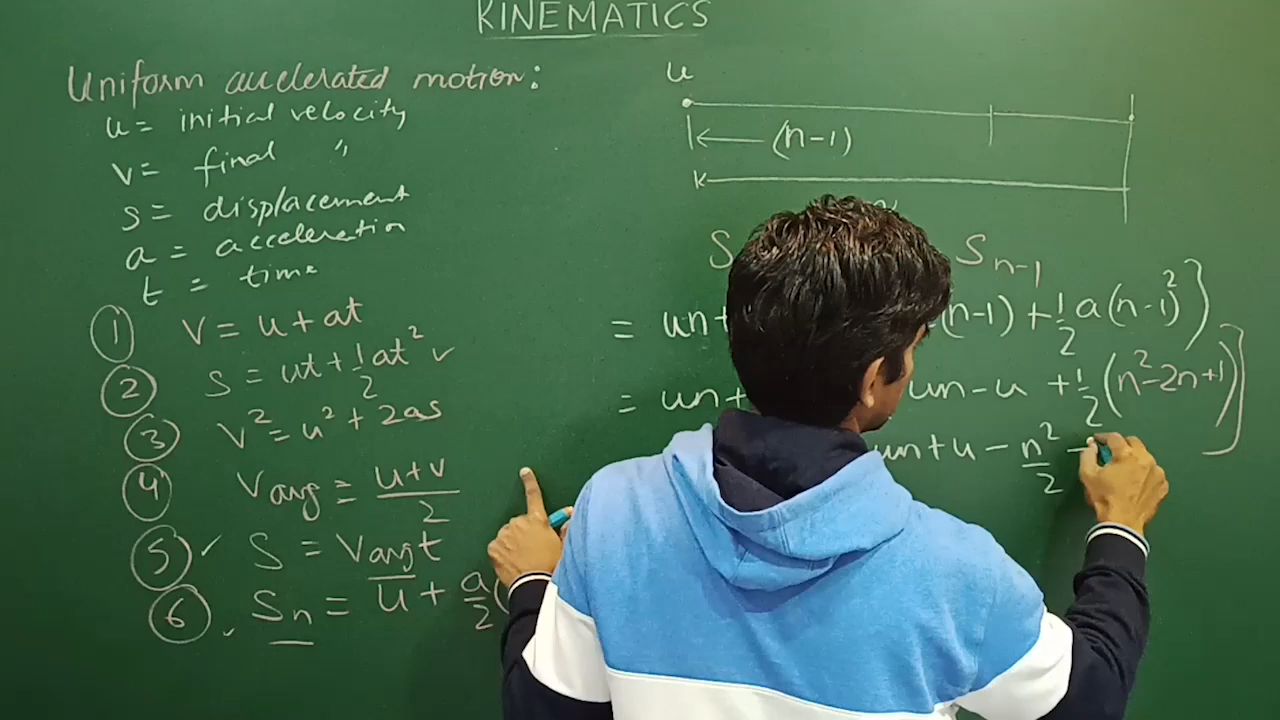 KINEMATICS
Uniform accelerated motion:
u = initial velocity
v = final "
s = displacement
a = acceleration
t = time
① V = u + at
② S = ut + 1/2 at² ✓
③ V² = u² + 2as
④ Vavg = (u+v)/2
⑤ ✓ S = Vavg t
⑥ ✓ Sn = u + a/2 (
u
(n-1)
S
Sn-1
= un+ (n-1) + 1/2 a(n-1)² )
= un+ un - u + 1/2 (n² - 2n + 1) ]
un + u - n²/2 -